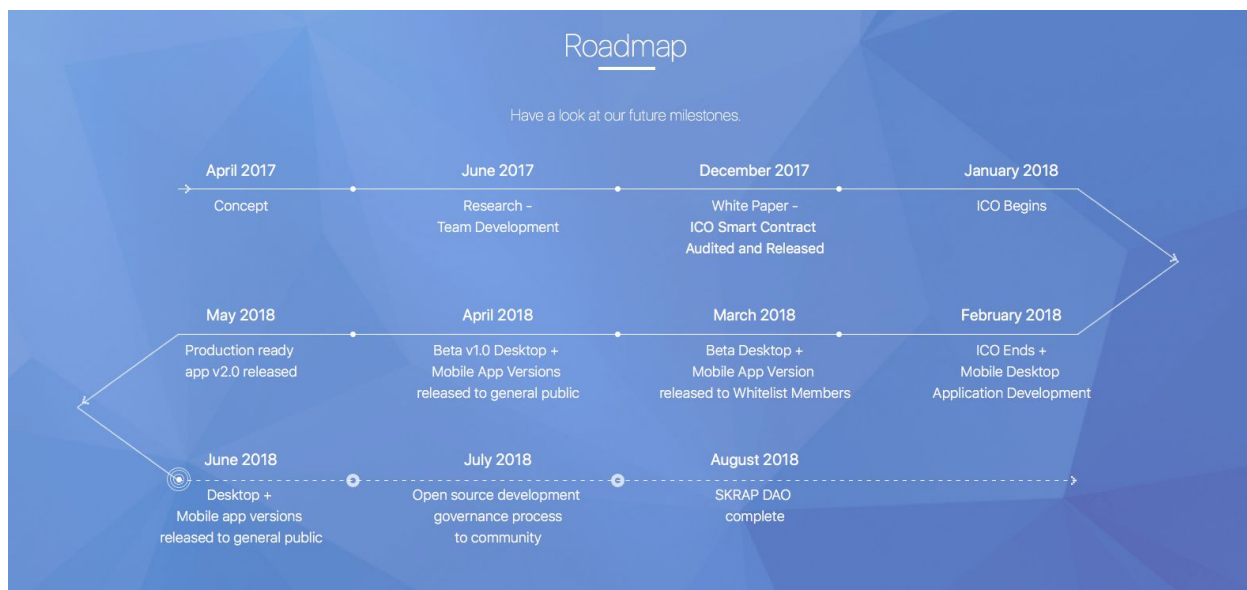 Roadmap
Have a look at our future milestones.
April 2017
Concept
June 2017
Research -
Team Development
December 2017
White Paper -
ICO Smart Contract
Audited and Released
January 2018
ICO Begins
February 2018
ICO Ends +
Mobile Desktop
Application Development
March 2018
Beta Desktop +
Mobile App Version
released to Whitelist Members
April 2018
Beta v1.0 Desktop +
Mobile App Versions
released to general public
May 2018
Production ready
app v2.0 released
June 2018
Desktop +
Mobile app versions
released to general public
July 2018
Open source development
governance process
to community
August 2018
SKRAP DAO
complete